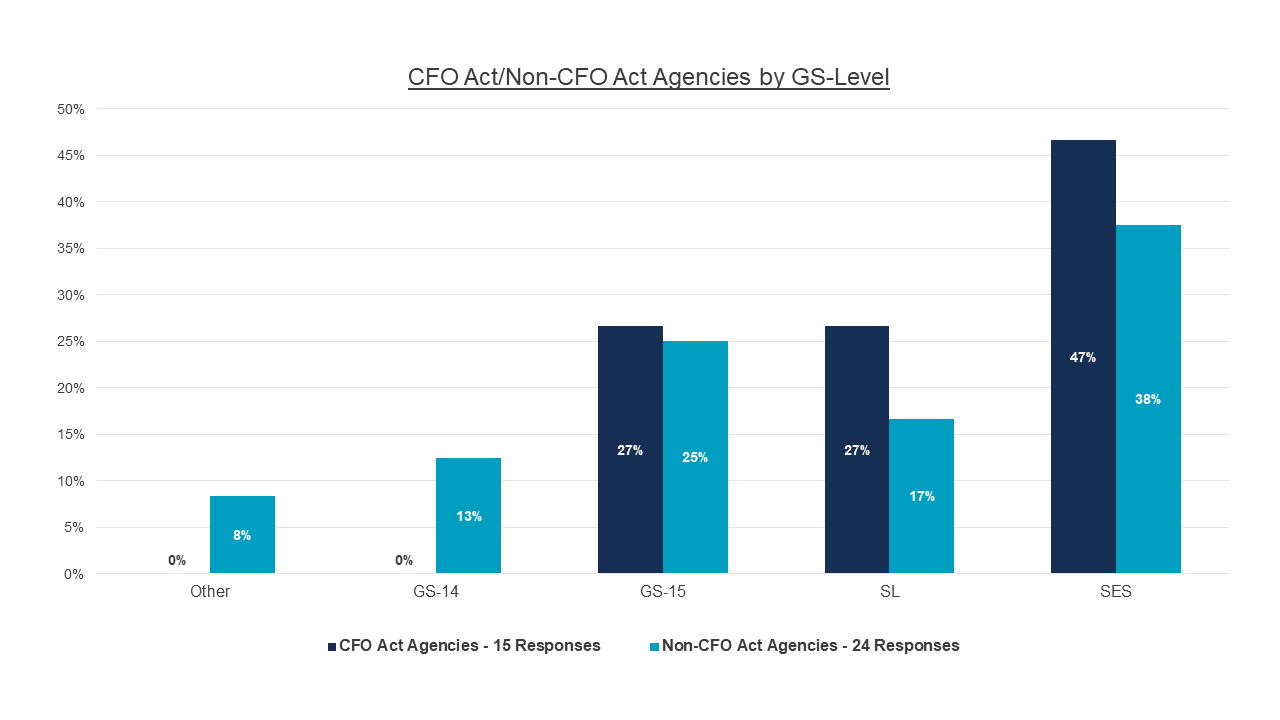 CFO Act/Non-CFO Act Agencies by GS-Level
50%
45%
40%
35%
30%
25%
20%
15%
10%
5%
0%
0%
8%
0%
13%
27%
25%
27%
17%
47%
38%
Other
GS-14
GS-15
SL
SES
CFO Act Agencies - 15 Responses
Non-CFO Act Agencies - 24 Responses